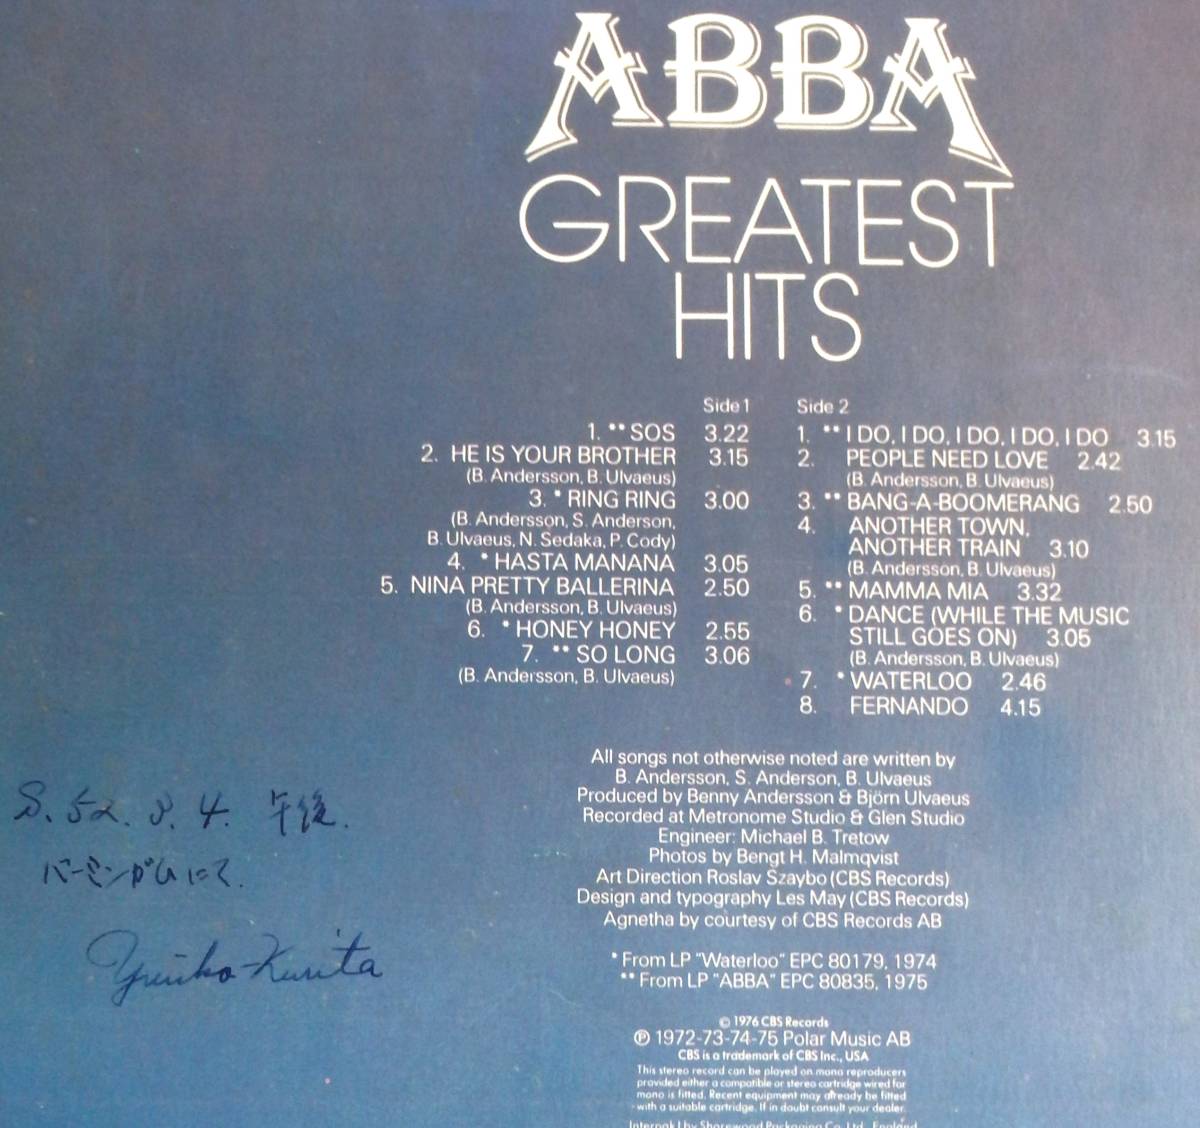 ABBA
GREATEST
HITS
Side 1
1. ** SOS 3.22
2. HE IS YOUR BROTHER 3.15
(B. Andersson, B. Ulvaeus)
3. * RING RING 3.00
(B. Andersson, S. Anderson,
B. Ulvaeus, N. Sedaka, P. Cody)
4. * HASTA MANANA 3.05
5. NINA PRETTY BALLERINA 2.50
(B. Andersson, B. Ulvaeus)
6. * HONEY HONEY 2.55
7. ** SO LONG 3.06
(B. Andersson, B. Ulvaeus)
Side 2
1. ** I DO, I DO, I DO, I DO, I DO 3.15
2. PEOPLE NEED LOVE 2.42
(B. Andersson, B. Ulvaeus)
3. ** BANG-A-BOOMERANG 2.50
4. ANOTHER TOWN,
ANOTHER TRAIN 3.10
(B. Andersson, B. Ulvaeus)
5. ** MAMMA MIA 3.32
6. * DANCE (WHILE THE MUSIC
STILL GOES ON) 3.05
(B. Andersson, B. Ulvaeus)
7. * WATERLOO 2.46
8. FERNANDO 4.15
All songs not otherwise noted are written by
B. Andersson, S. Anderson, B. Ulvaeus
Produced by Benny Andersson & Björn Ulvaeus
Recorded at Metronome Studio & Glen Studio
Engineer: Michael B. Tretow
Photos by Bengt H. Malmqvist
Art Direction Roslav Szaybo (CBS Records)
Design and typography Les May (CBS Records)
Agnetha by courtesy of CBS Records AB
* From LP "Waterloo" EPC 80179, 1974
** From LP "ABBA" EPC 80835, 1975
© 1976 CBS Records
℗ 1972-73-74-75 Polar Music AB
CBS is a trademark of CBS Inc., USA
This stereo record can be played on mono reproducers
provided either a compatible or stereo cartridge wired for
mono is fitted. Recent equipment may already be fitted
with a suitable cartridge. If in doubt consult your dealer.
S. 52. 8. 4. 午後.
バーミンガムにて.
Yuriko Kurita